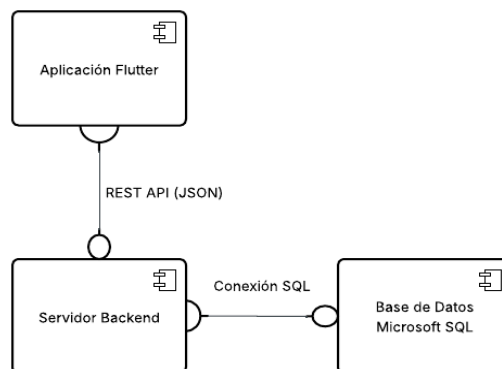 Aplicación Flutter
REST API (JSON)
Servidor Backend
Conexión SQL
Base de Datos
Microsoft SQL